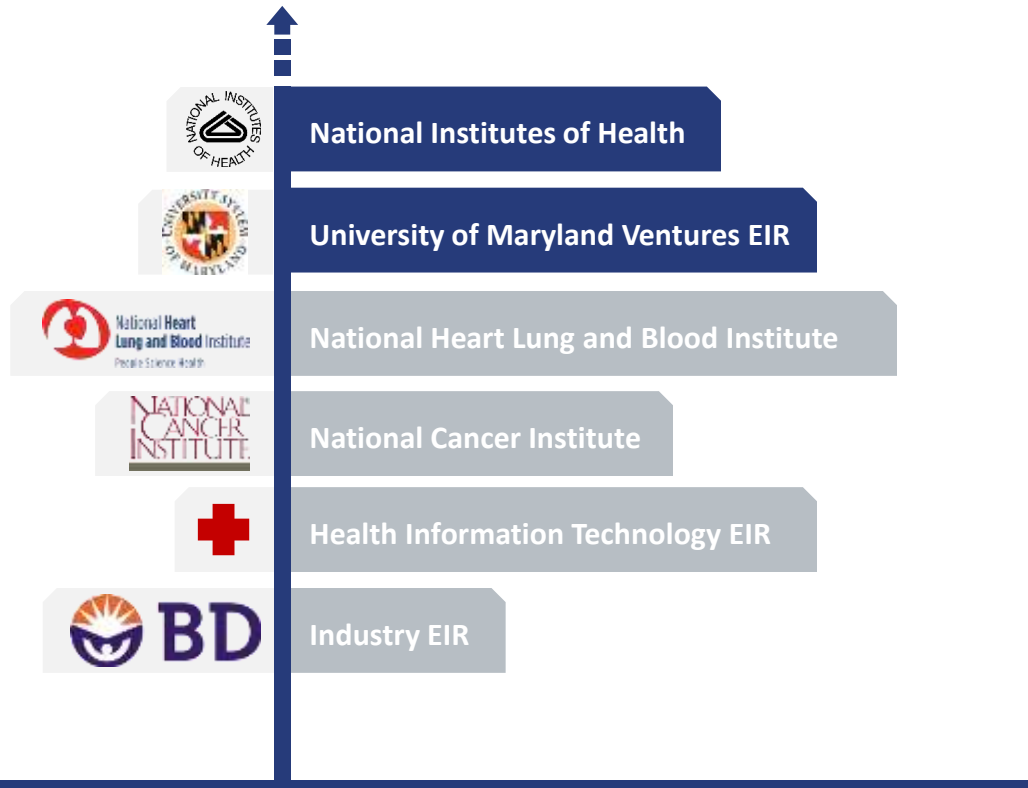 NATIONAL INSTITUTES OF HEALTH
National Institutes of Health
UNIVERSITY SYSTEM OF MARYLAND
University of Maryland Ventures EIR
National Heart
Lung and Blood Institute
People Science Health
National Heart Lung and Blood Institute
NATIONAL
CANCER
INSTITUTE
National Cancer Institute
Health Information Technology EIR
BD
Industry EIR